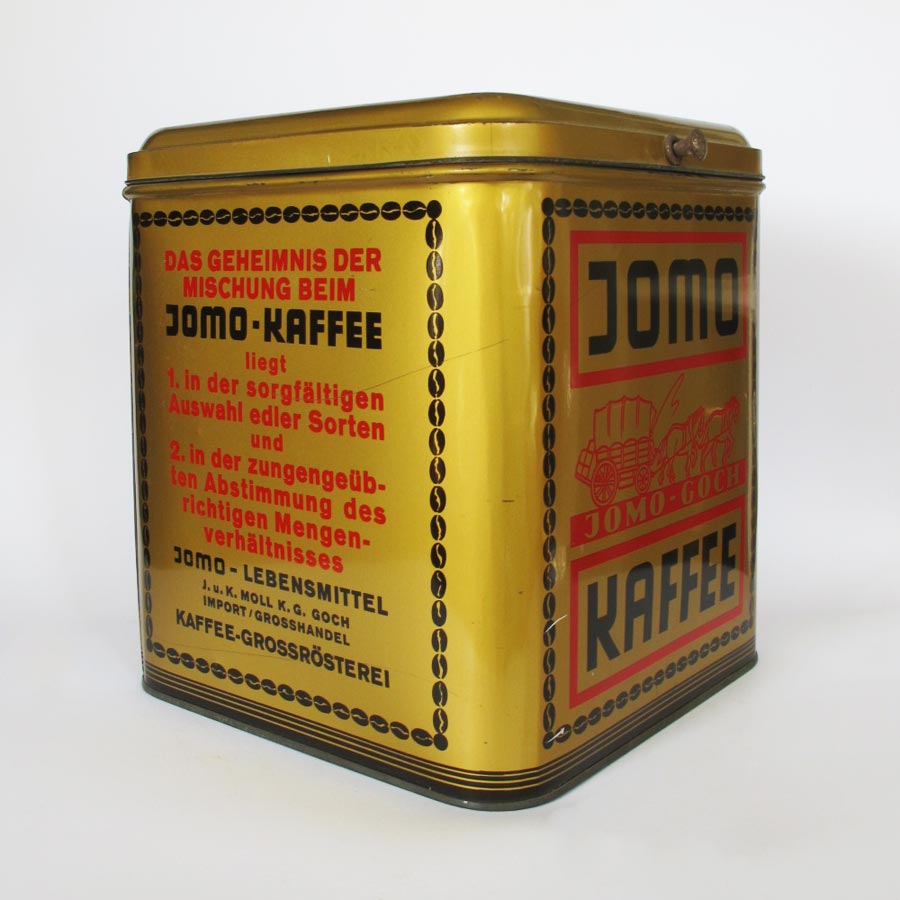 DAS GEHEIMNIS DER
MISCHUNG BEIM
JOMO-KAFFEE
liegt
1. in der sorgfältigen
Auswahl edler Sorten
und
2. in der zungengeüb-
ten Abstimmung des
richtigen Mengen-
verhältnisses
JOMO-LEBENSMITTEL
J. u. K. MOLL K. G. GOCH
IMPORT/GROSSHANDEL
KAFFEE-GROSSRÖSTEREI
JOMO
JOMO-GOCH
KAFFEE